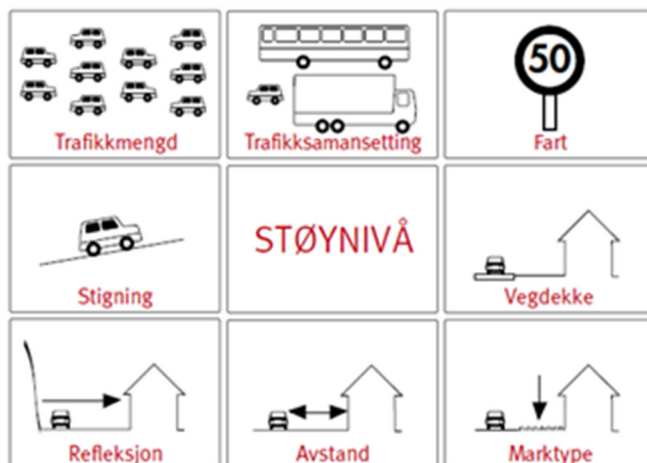 Trafikkmengd
Trafikksamansetting
50
Fart
Stigning
STØYNIVÅ
Vegdekke
Refleksjon
Avstand
Marktype